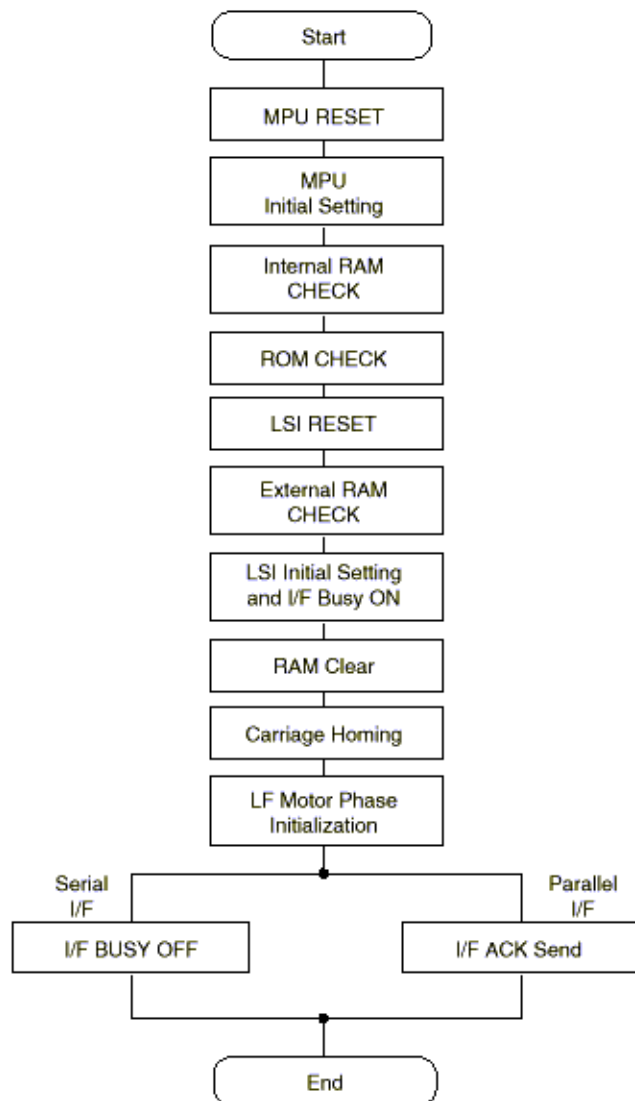 Start
MPU RESET
MPU
Initial Setting
Internal RAM
CHECK
ROM CHECK
LSI RESET
External RAM
CHECK
LSI Initial Setting
and I/F Busy ON
RAM Clear
Carriage Homing
LF Motor Phase
Initialization
Serial
I/F
I/F BUSY OFF
Parallel
I/F
I/F ACK Send
End